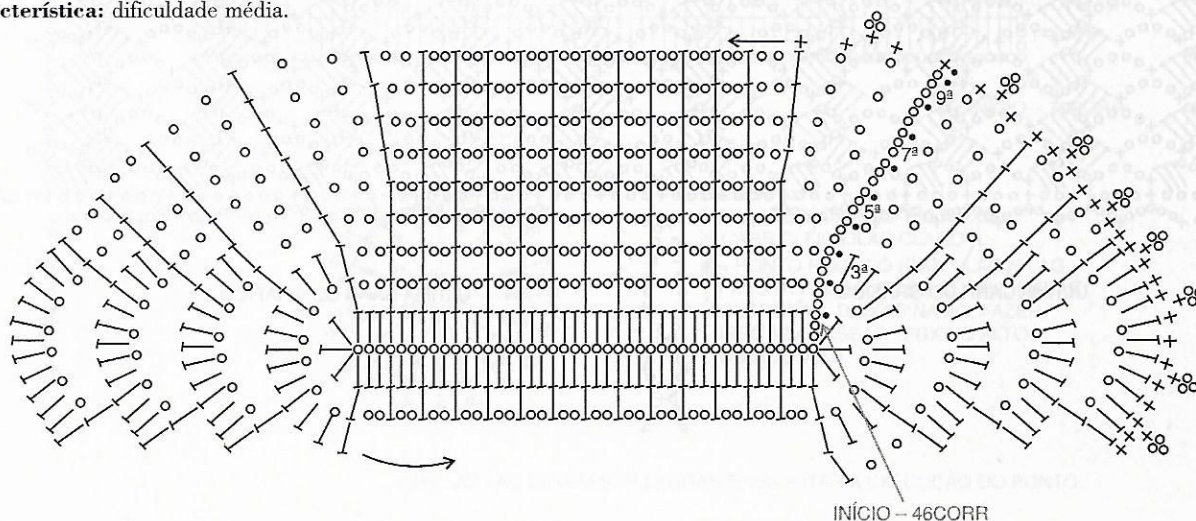 cterística: dificuldade média.
9ª
7ª
5ª
3ª
INÍCIO – 46CORR